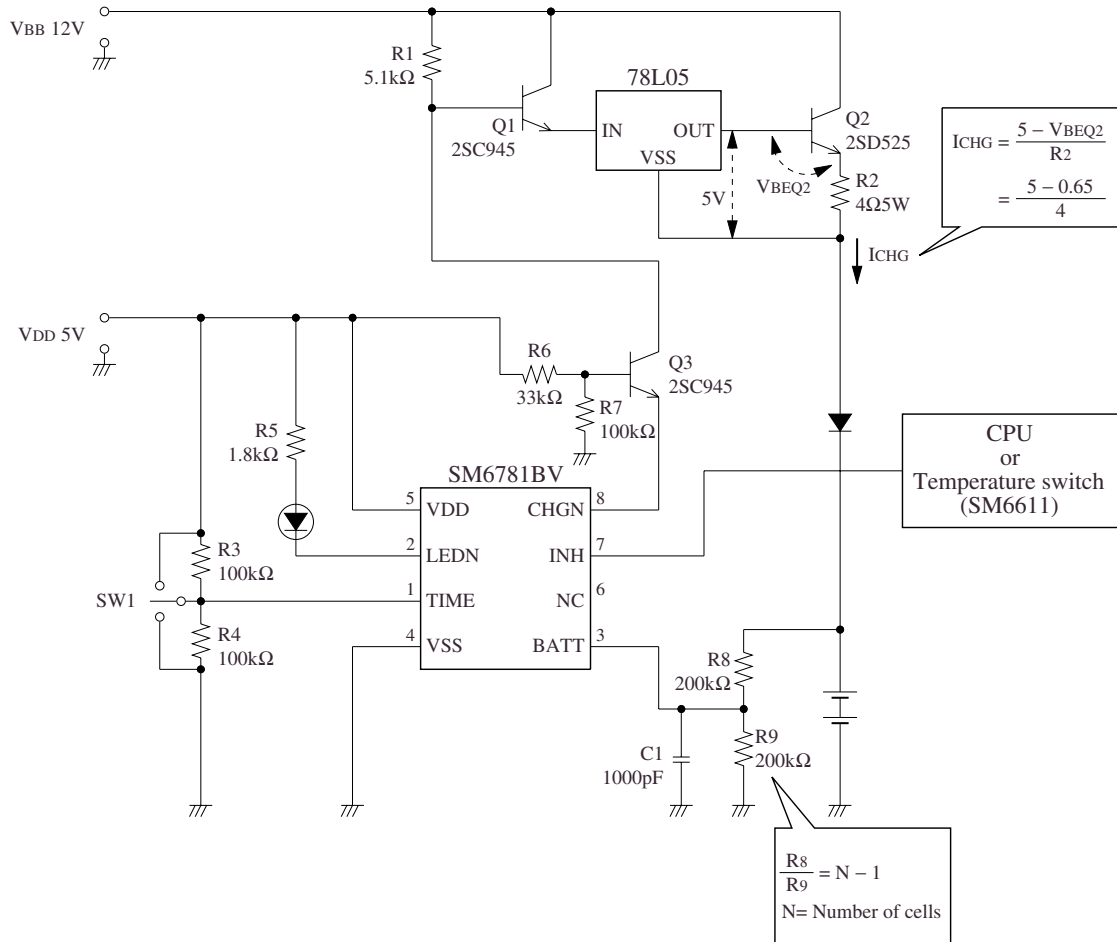 VBB 12V
R1
5.1kΩ
78L05
Q1
2SC945
IN
OUT
VSS
Q2
2SD525
VBEQ2
5V
R2
4Ω5W
ICHG = 5 − VBEQ2 / R2
= 5 − 0.65 / 4
ICHG
VDD 5V
R6
33kΩ
Q3
2SC945
R7
100kΩ
R5
1.8kΩ
SM6781BV
CPU
or
Temperature switch
(SM6611)
5 VDD
CHGN 8
2 LEDN
INH 7
1 TIME
NC 6
4 VSS
BATT 3
R3
100kΩ
SW1
R4
100kΩ
R8
200kΩ
R9
200kΩ
C1
1000pF
R8 / R9 = N − 1
N= Number of cells